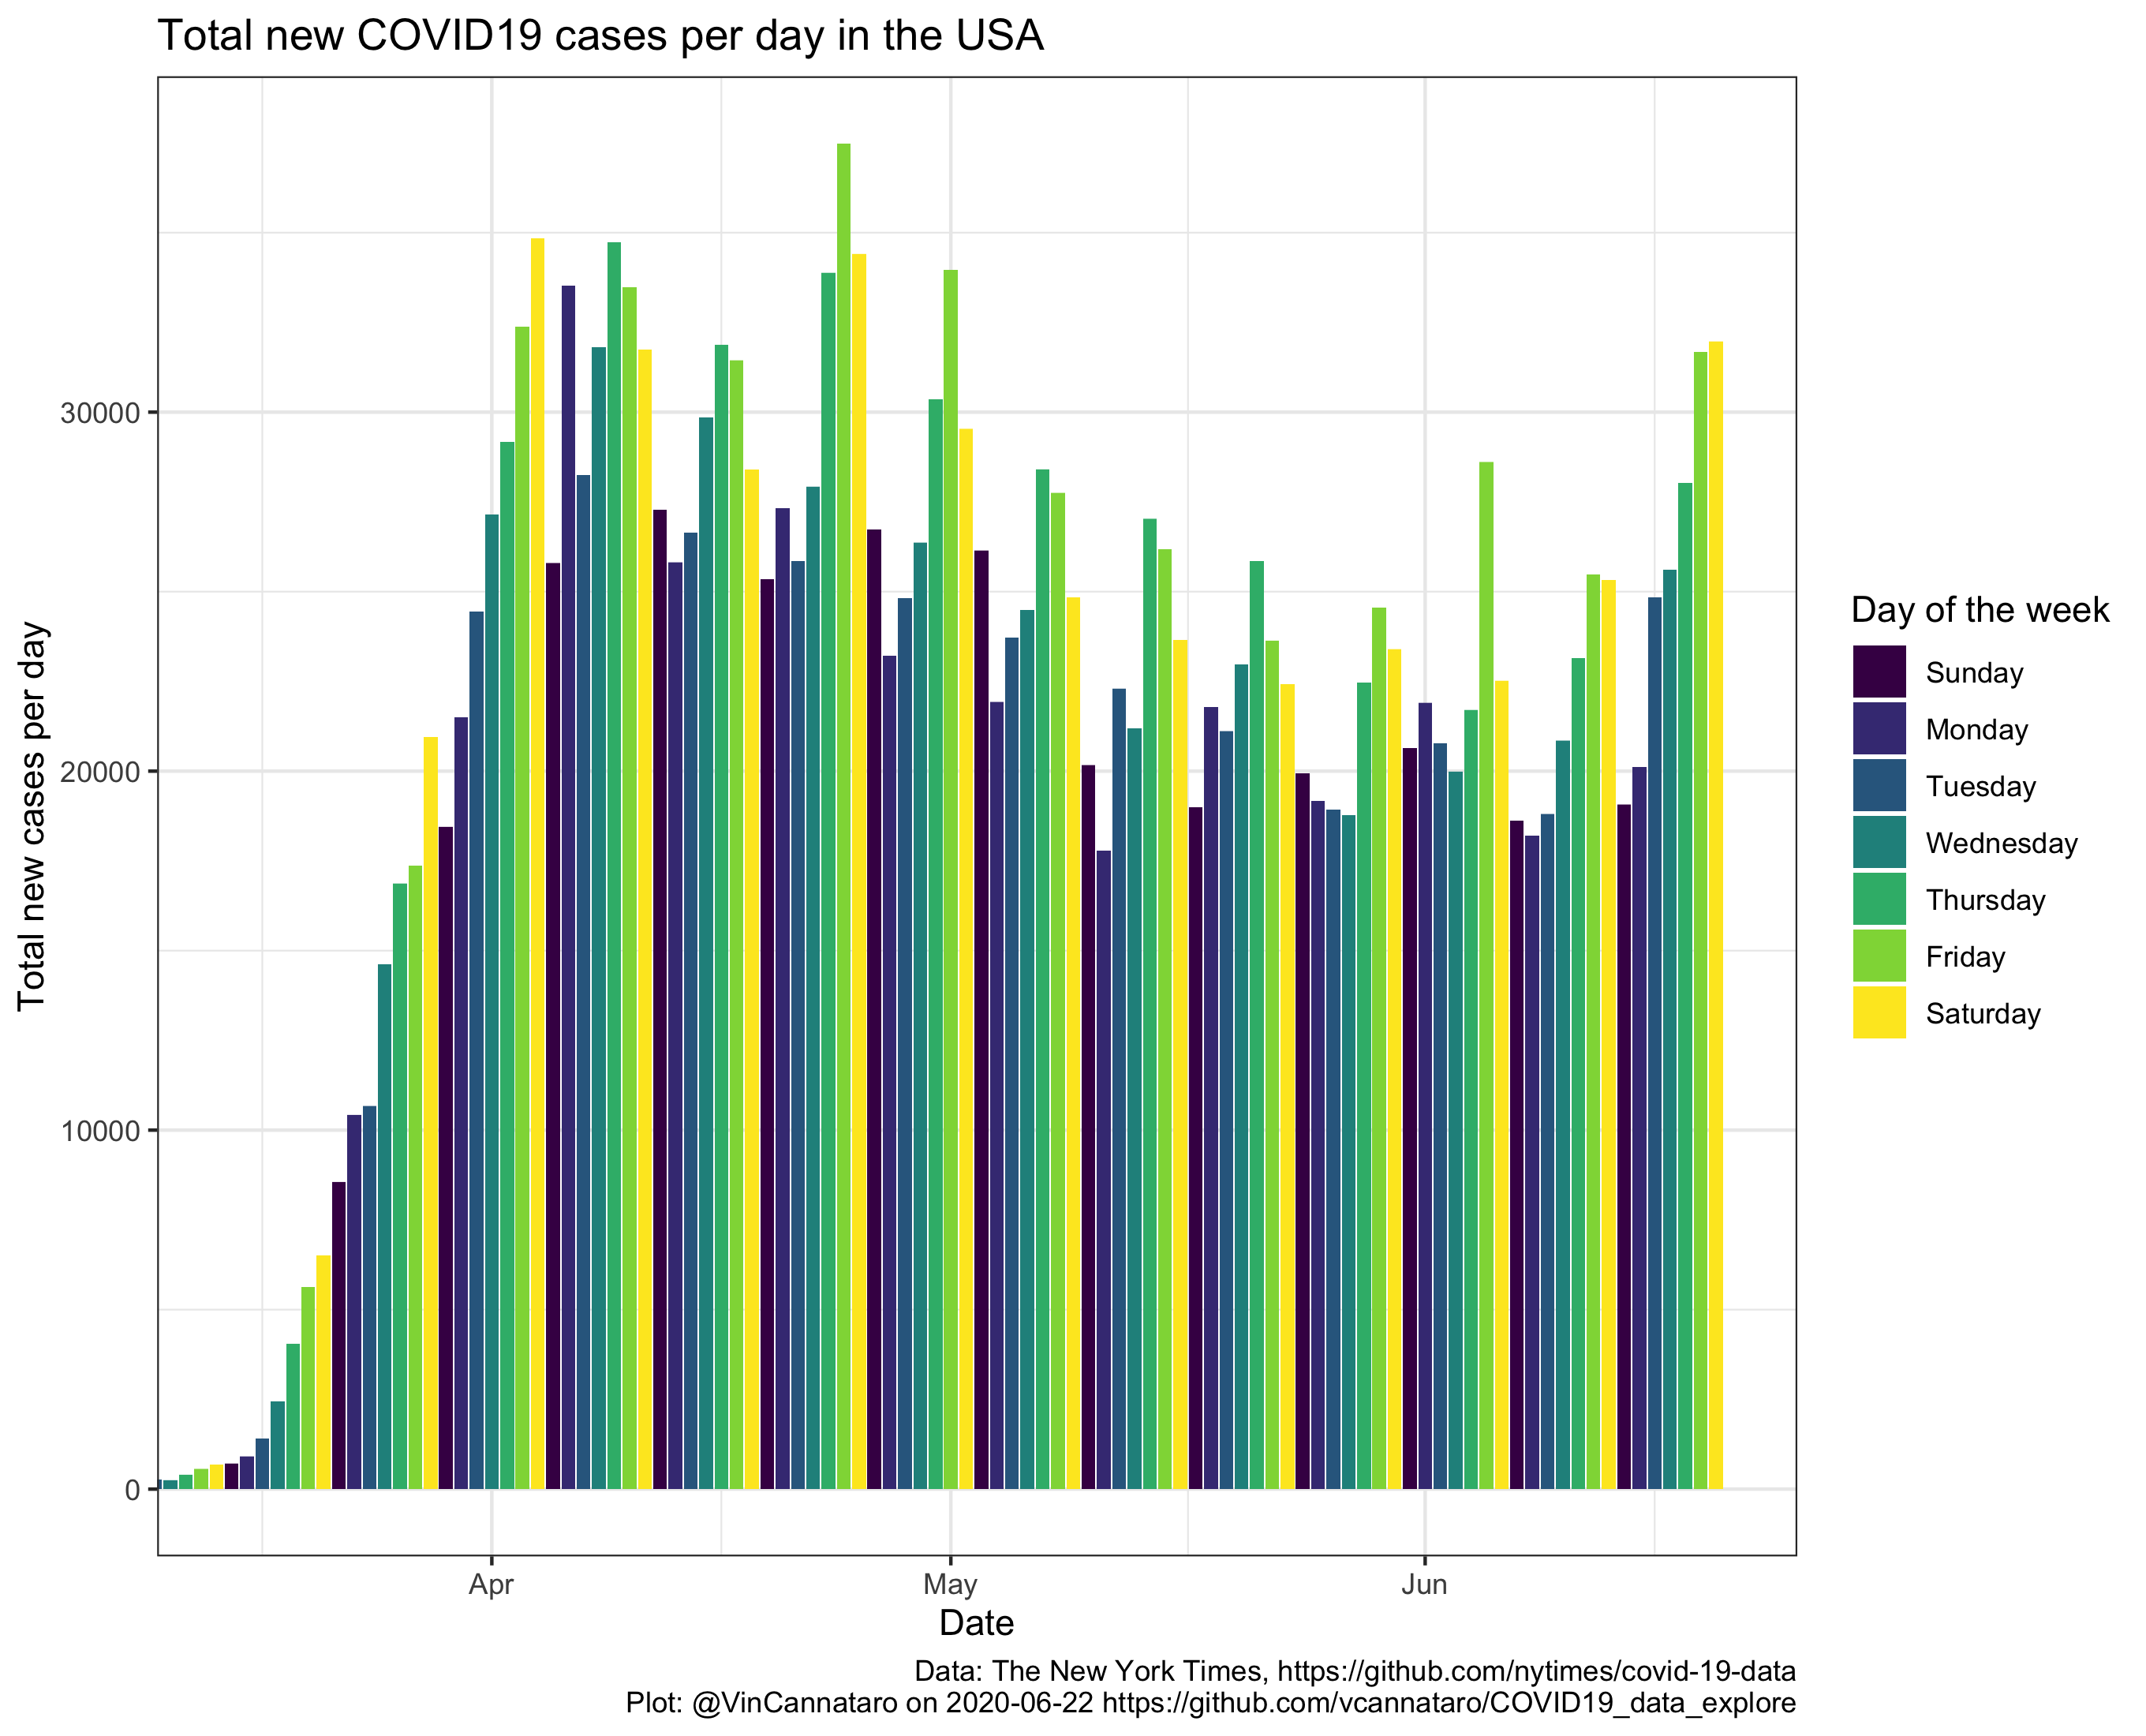 Total new COVID19 cases per day in the USA
Total new cases per day
30000
20000
10000
0
Apr May Jun
Date
Day of the week
Sunday
Monday
Tuesday
Wednesday
Thursday
Friday
Saturday
Data: The New York Times, https://github.com/nytimes/covid-19-data
Plot: @VinCannataro on 2020-06-22 https://github.com/vcannataro/COVID19_data_explore